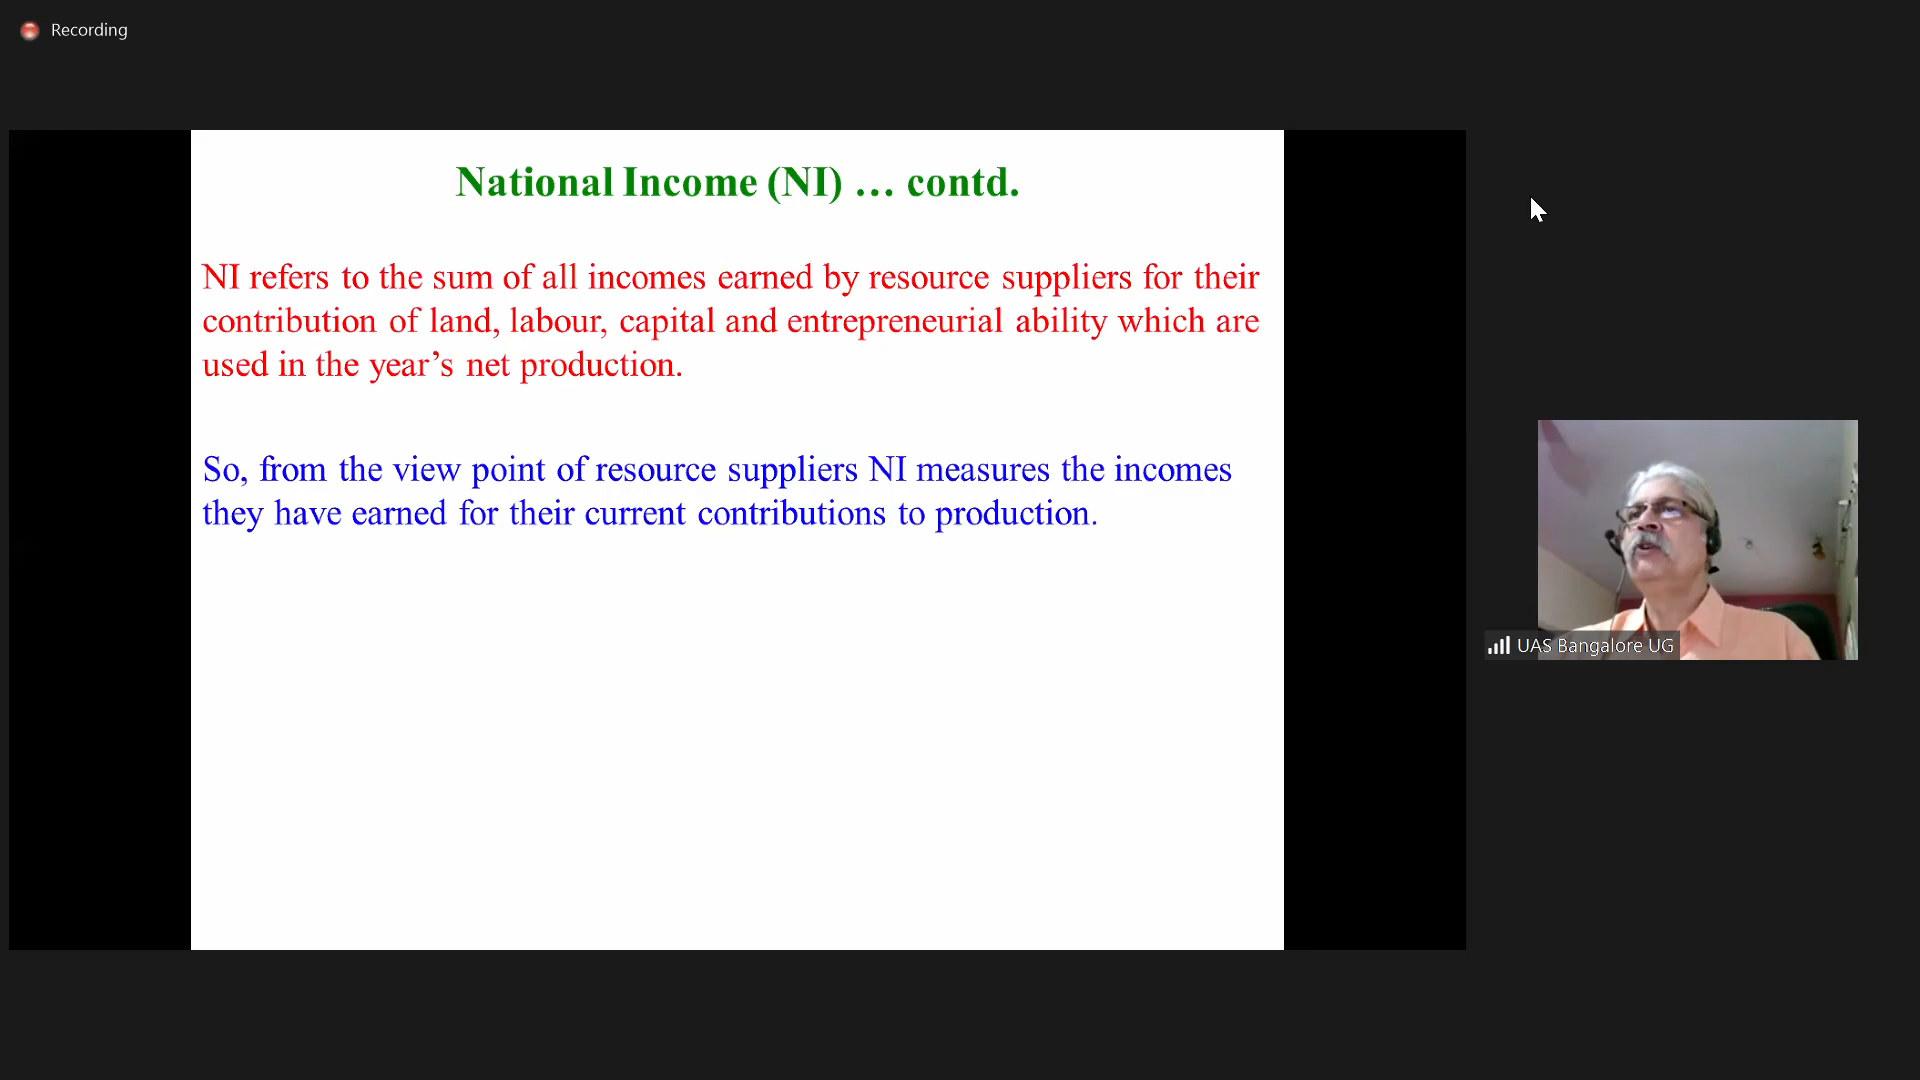 Recording
National Income (NI) … contd.
NI refers to the sum of all incomes earned by resource suppliers for their
contribution of land, labour, capital and entrepreneurial ability which are
used in the year’s net production.
So, from the view point of resource suppliers NI measures the incomes
they have earned for their current contributions to production.
UAS Bangalore UG